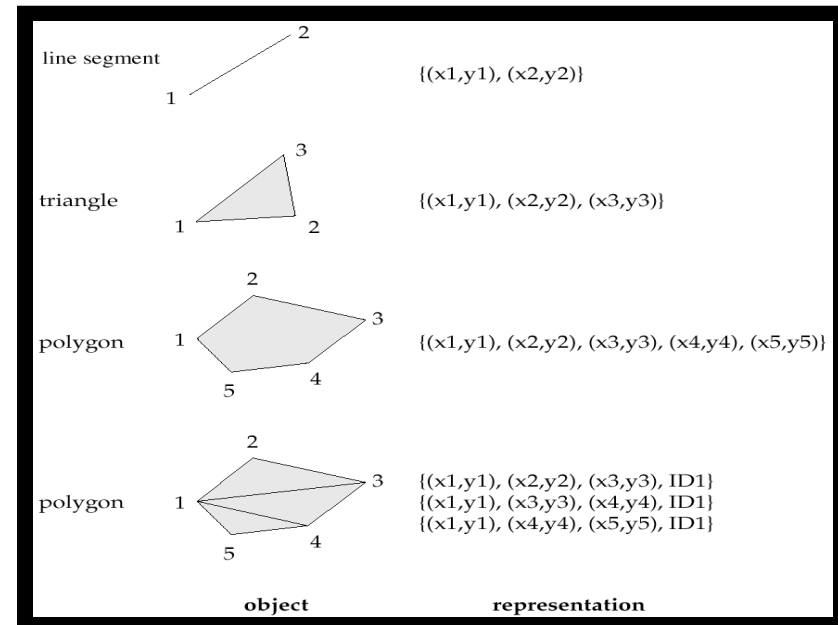 line segment
1
2
{(x1,y1), (x2,y2)}
triangle
1
3
2
{(x1,y1), (x2,y2), (x3,y3)}
polygon
1
2
3
4
5
{(x1,y1), (x2,y2), (x3,y3), (x4,y4), (x5,y5)}
polygon
1
2
3
4
5
{(x1,y1), (x2,y2), (x3,y3), ID1}
{(x1,y1), (x3,y3), (x4,y4), ID1}
{(x1,y1), (x4,y4), (x5,y5), ID1}
object
representation